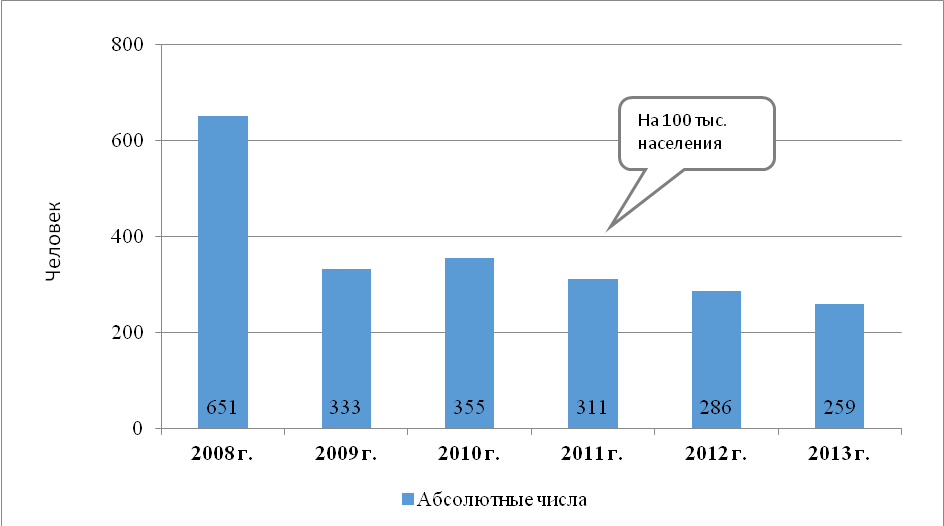 800
600
400
200
0
Человек
На 100 тыс.
населения
651
333
355
311
286
259
2008 г.
2009 г.
2010 г.
2011 г.
2012 г.
2013 г.
Абсолютные числа